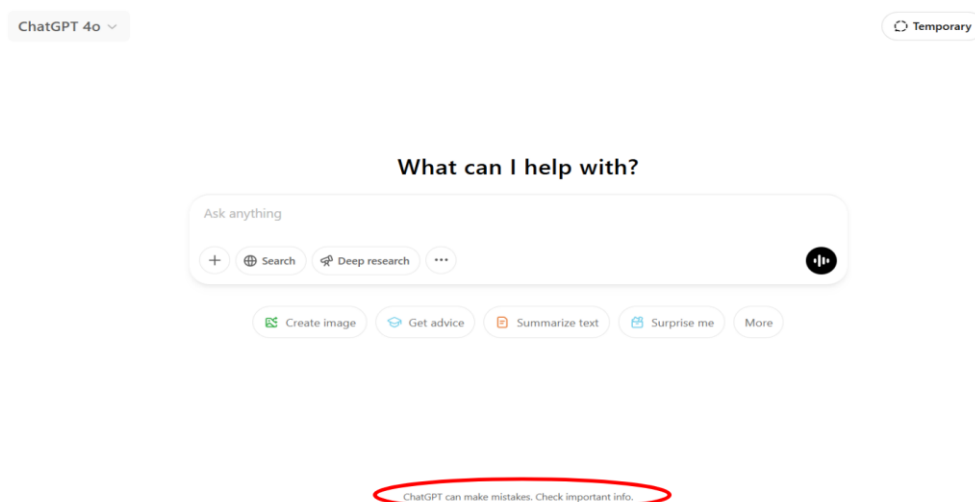 ChatGPT 4o
Temporary
What can I help with?
Ask anything
Search
Deep research
Create image
Get advice
Summarize text
Surprise me
More
ChatGPT can make mistakes. Check important info.